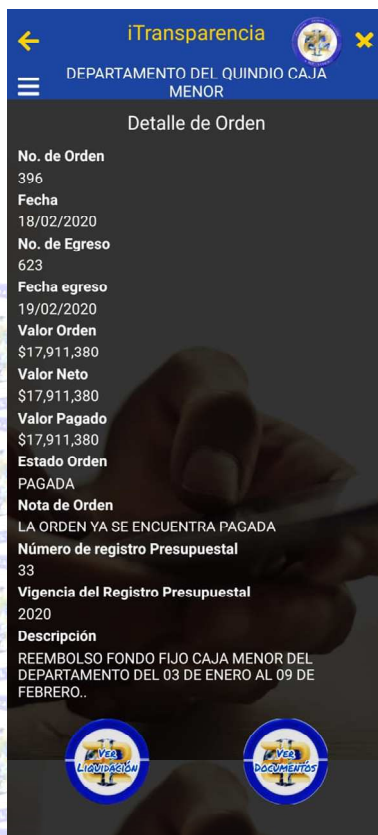 iTransparencia
DEPARTAMENTO DEL QUINDIO CAJA
MENOR
Detalle de Orden
No. de Orden
396
Fecha
18/02/2020
No. de Egreso
623
Fecha egreso
19/02/2020
Valor Orden
$17,911,380
Valor Neto
$17,911,380
Valor Pagado
$17,911,380
Estado Orden
PAGADA
Nota de Orden
LA ORDEN YA SE ENCUENTRA PAGADA
Número de registro Presupuestal
33
Vigencia del Registro Presupuestal
2020
Descripción
REEMBOLSO FONDO FIJO CAJA MENOR DEL
DEPARTAMENTO DEL 03 DE ENERO AL 09 DE
FEBRERO..
VER
LIQUIDACIÓN
VER
DOCUMENTOS